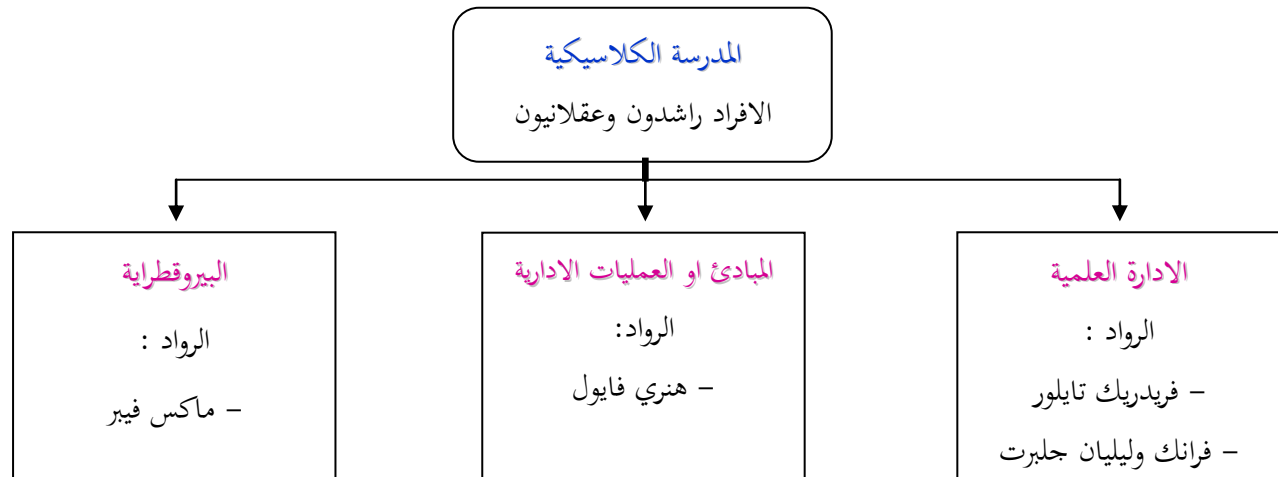 المدرسة الكلاسيكية
الافراد راشدون وعقلانيون
الادارة العلمية
الرواد :
– فريدريك تايلور
– فرانك وليليان جلبرت
المبادئ او العمليات الادارية
الرواد:
– هنري فايول
البيروقطراية
الرواد :
– ماكس فيبر